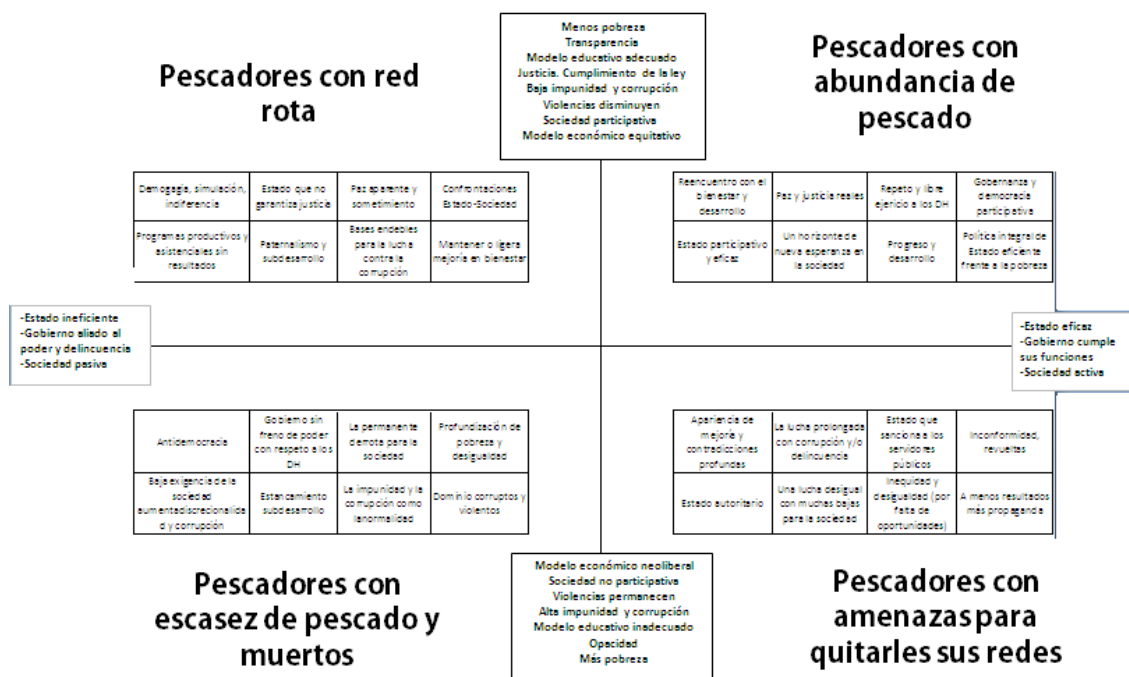 Menos pobreza
Transparencia
Modelo educativo adecuado
Justicia. Cumplimiento de la ley
Baja impunidad y corrupción
Violencias disminuyen
Sociedad participativa
Modelo económico equitativo
Pescadores con red
rota
Pescadores con
abundancia de
pescado
Demogagia, simulación,
indiferencia
Estado que no
garantiza justicia
Paz aparente y
sometimiento
Confrontaciones
Estado-Sociedad
Programas productivos y
asistenciales sin
resultados
Paternalismo y
subdesarrollo
Bases endebles
para la lucha
contra la
corrupción
Mantener o ligera
mejoría en bienestar
Reencuentro con el
bienestar y
desarrollo
Paz y justicia reales
Repeto y libre
ejericio a los DH
Gobernanza y
democracia
participativa
Estado participativo
y eficaz
Un horizonte de
nueva esperanza en
la sociedad
Progreso y
desarrollo
Política integral de
Estado eficiente
frente a la pobreza
-Estado ineficiente
-Gobierno aliado al
poder y delincuencia
-Sociedad pasiva
-Estado eficaz
-Gobierno cumple
sus funciones
-Sociedad activa
Antidemocracia
Gobierno sin
freno de poder
con respeto a los
DH
La permanente
derrota para la
sociedad
Profundización de
pobreza y
desigualdad
Baja exigencia de la
sociedad
aumenta discrecionalida
d y corrupción
Estancamiento
subdesarrollo
La impunidad y la
corrupción como
la normalidad
Dominio corruptos y
violentos
Apariencia de
mejoría y
contradicciones
profundas
La lucha prolongada
con corrupción y/o
delincuencia
Estado que
sanciona a los
servidores
públicos
Inconformidad,
revueltas
Estado autoritario
Una lucha desigual
con muchas bajas
para la sociedad
Inequidad y
desigualdad (por
falta de
oportunidades)
A menos resultados
más propaganda
Pescadores con
escasez de pescado y
muertos
Modelo económico neoliberal
Sociedad no participativa
Violencias permanecen
Alta impunidad y corrupción
Modelo educativo inadecuado
Opacidad
Más pobreza
Pescadores con
amenazas para
quitarles sus redes